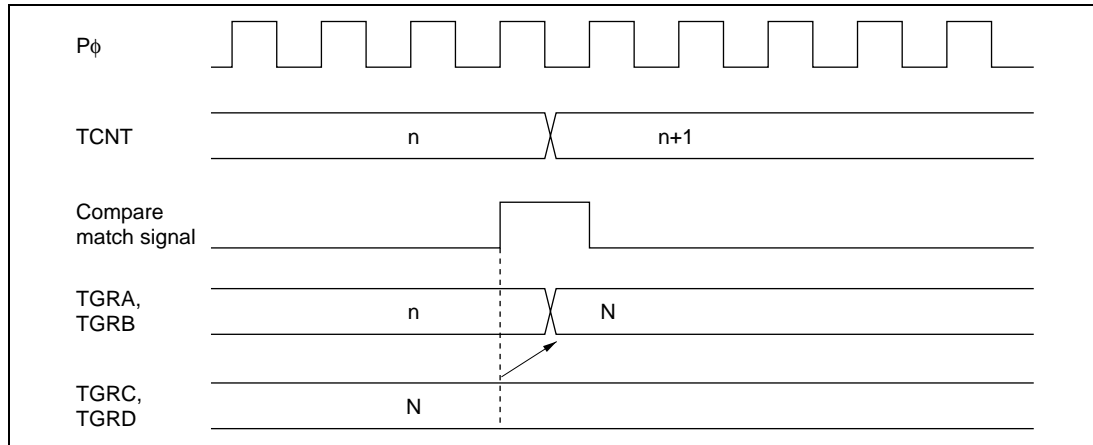 Pϕ
TCNT
n
n+1
Compare
match signal
TGRA,
TGRB
n
N
TGRC,
TGRD
N